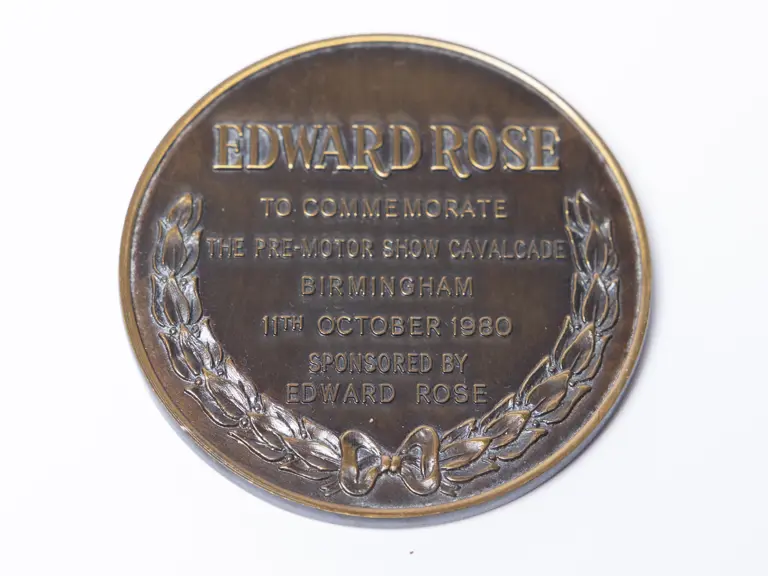 EDWARD ROSE
TO COMMEMORATE
THE PRE-MOTOR SHOW CAVALCADE
BIRMINGHAM
11TH OCTOBER 1980
SPONSORED BY
EDWARD ROSE